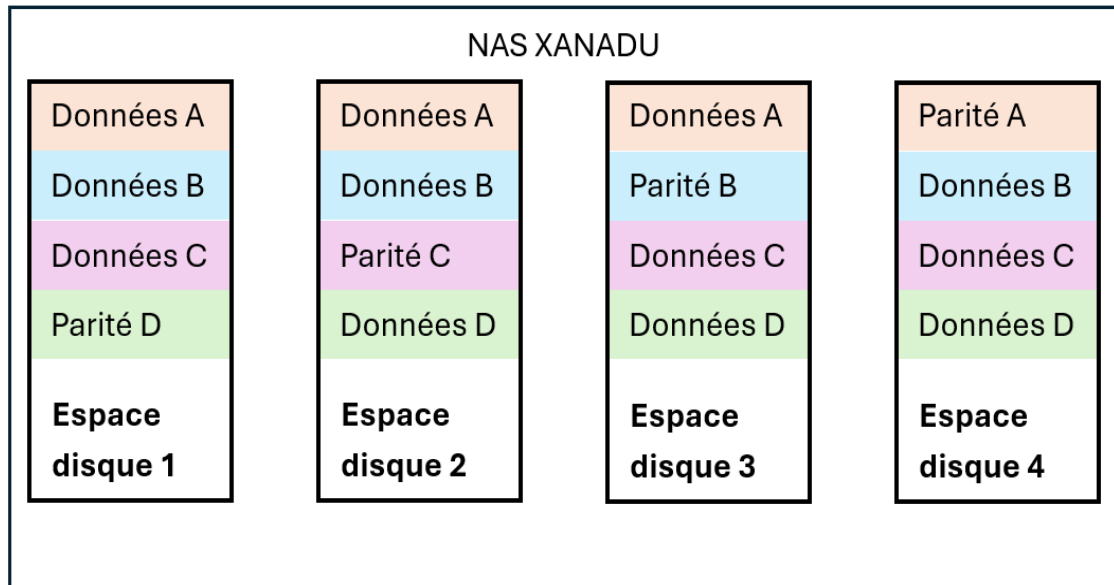 NAS XANADU
Données A
Données B
Données C
Parité D
Espace
disque 1
Données A
Données B
Parité C
Données D
Espace
disque 2
Données A
Parité B
Données C
Données D
Espace
disque 3
Parité A
Données B
Données C
Données D
Espace
disque 4